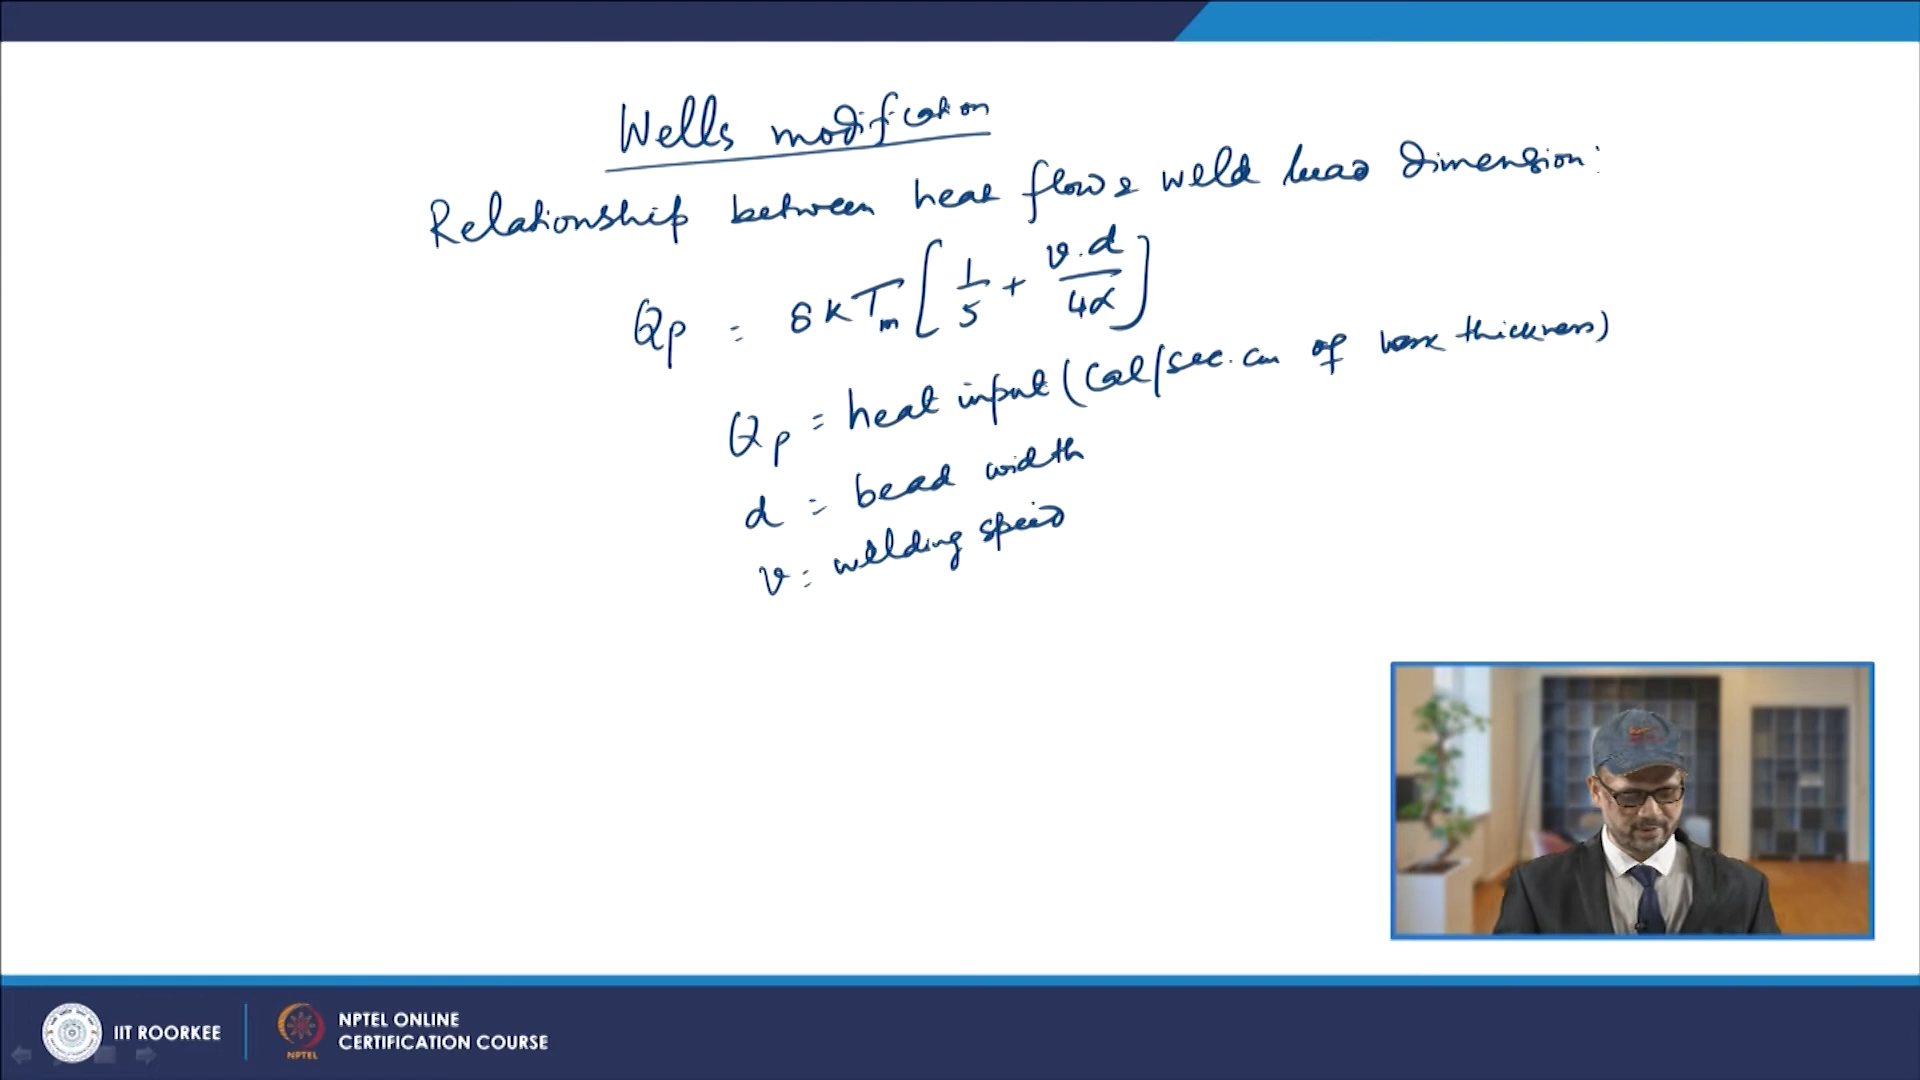 Wells modification
Relationship between heat flow & weld bead dimension:
Qp = 8KTm [1/5 + v.d/4α]
Qp = heat input (Cal/sec.cm of work thickness)
d = bead width
v = welding speed
IIT ROORKEE
NPTEL
NPTEL ONLINE
CERTIFICATION COURSE